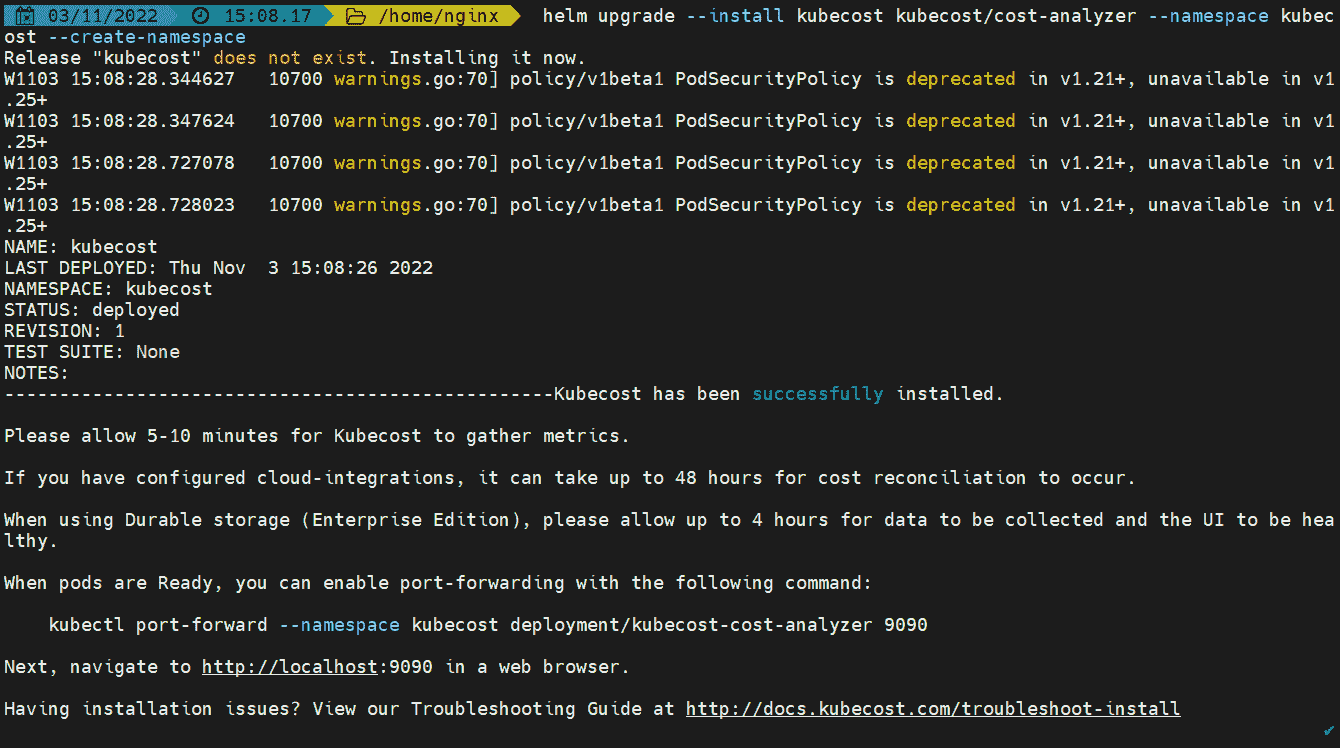 03/11/2022 15:08.17 /home/nginx helm upgrade --install kubecost kubecost/cost-analyzer --namespace kubec
ost --create-namespace
Release "kubecost" does not exist. Installing it now.
W1103 15:08:28.344627   10700 warnings.go:70] policy/v1beta1 PodSecurityPolicy is deprecated in v1.21+, unavailable in v1
.25+
W1103 15:08:28.347624   10700 warnings.go:70] policy/v1beta1 PodSecurityPolicy is deprecated in v1.21+, unavailable in v1
.25+
W1103 15:08:28.727078   10700 warnings.go:70] policy/v1beta1 PodSecurityPolicy is deprecated in v1.21+, unavailable in v1
.25+
W1103 15:08:28.728023   10700 warnings.go:70] policy/v1beta1 PodSecurityPolicy is deprecated in v1.21+, unavailable in v1
.25+
NAME: kubecost
LAST DEPLOYED: Thu Nov  3 15:08:26 2022
NAMESPACE: kubecost
STATUS: deployed
REVISION: 1
TEST SUITE: None
NOTES:
--------------------------------------------------Kubecost has been successfully installed.
Please allow 5-10 minutes for Kubecost to gather metrics.
If you have configured cloud-integrations, it can take up to 48 hours for cost reconciliation to occur.
When using Durable storage (Enterprise Edition), please allow up to 4 hours for data to be collected and the UI to be hea
lthy.
When pods are Ready, you can enable port-forwarding with the following command:
    kubectl port-forward --namespace kubecost deployment/kubecost-cost-analyzer 9090
Next, navigate to http://localhost:9090 in a web browser.
Having installation issues? View our Troubleshooting Guide at http://docs.kubecost.com/troubleshoot-install